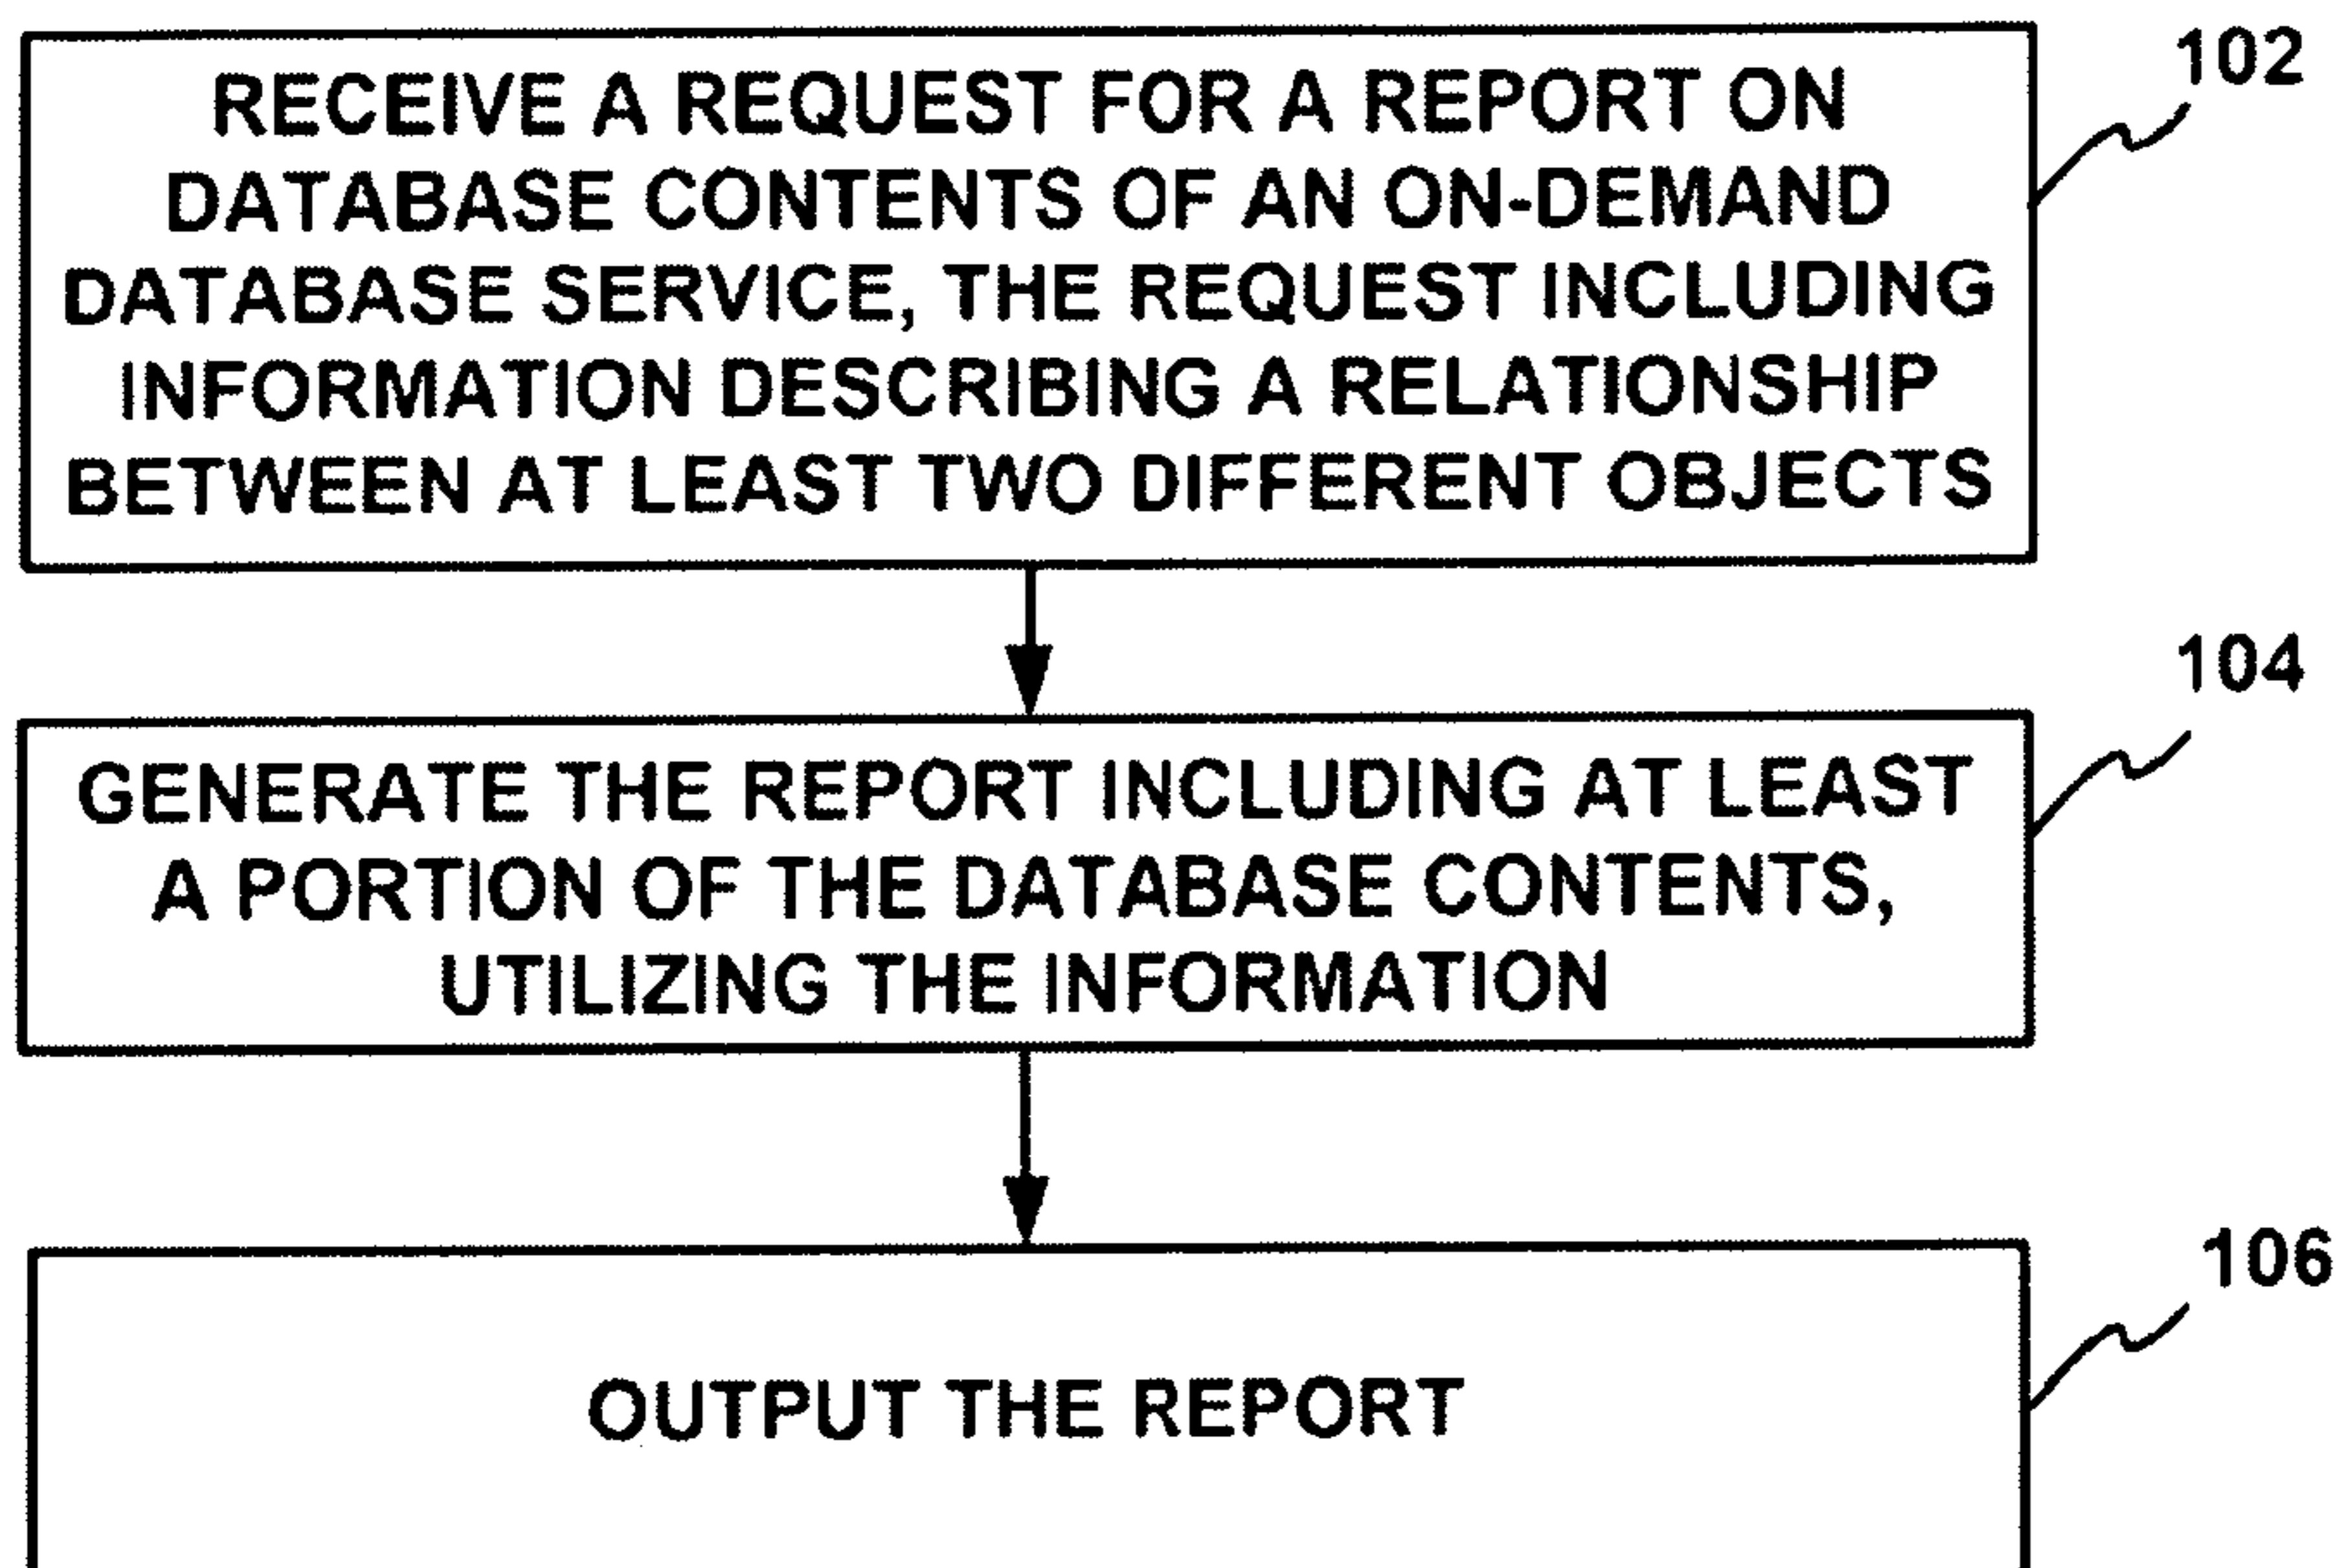 102
RECEIVE A REQUEST FOR A REPORT ON
DATABASE CONTENTS OF AN ON-DEMAND
DATABASE SERVICE, THE REQUEST INCLUDING
INFORMATION DESCRIBING A RELATIONSHIP
BETWEEN AT LEAST TWO DIFFERENT OBJECTS
104
GENERATE THE REPORT INCLUDING AT LEAST
A PORTION OF THE DATABASE CONTENTS,
UTILIZING THE INFORMATION
106
OUTPUT THE REPORT